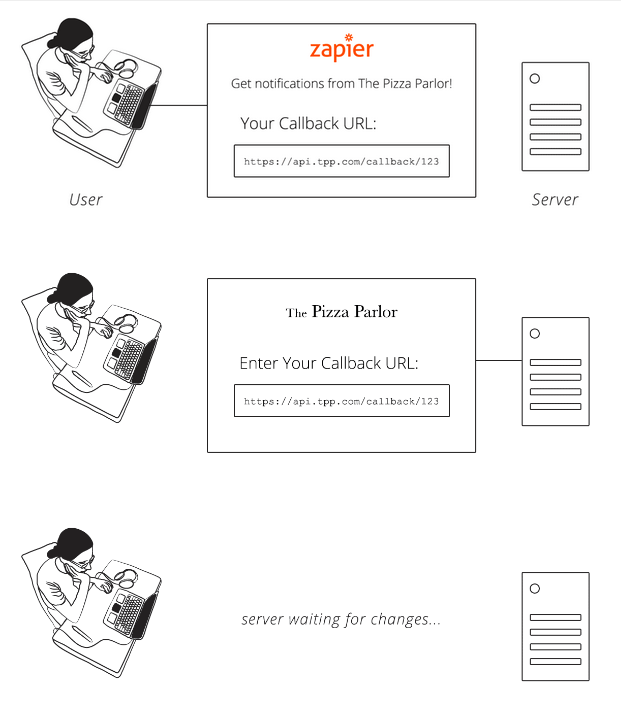 zapier
Get notifications from The Pizza Parlor!
Your Callback URL:
https://api.tpp.com/callback/123
User
Server
The Pizza Parlor
Enter Your Callback URL:
https://api.tpp.com/callback/123
server waiting for changes...